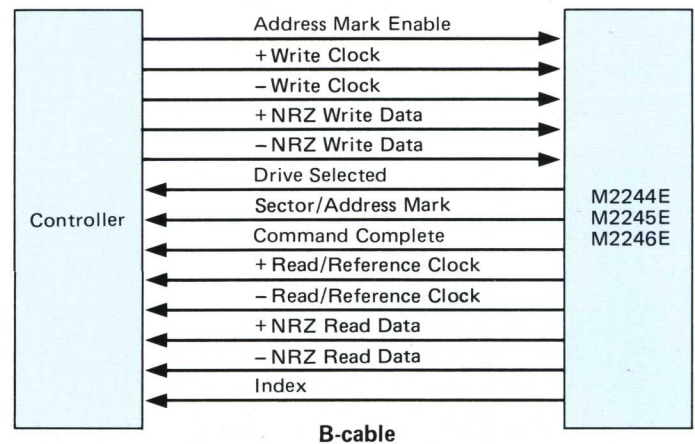 Address Mark Enable
+ Write Clock
– Write Clock
+ NRZ Write Data
– NRZ Write Data
Drive Selected
Sector/Address Mark
Command Complete
+ Read/Reference Clock
– Read/Reference Clock
+ NRZ Read Data
– NRZ Read Data
Index
Controller
M2244E
M2245E
M2246E
B-cable